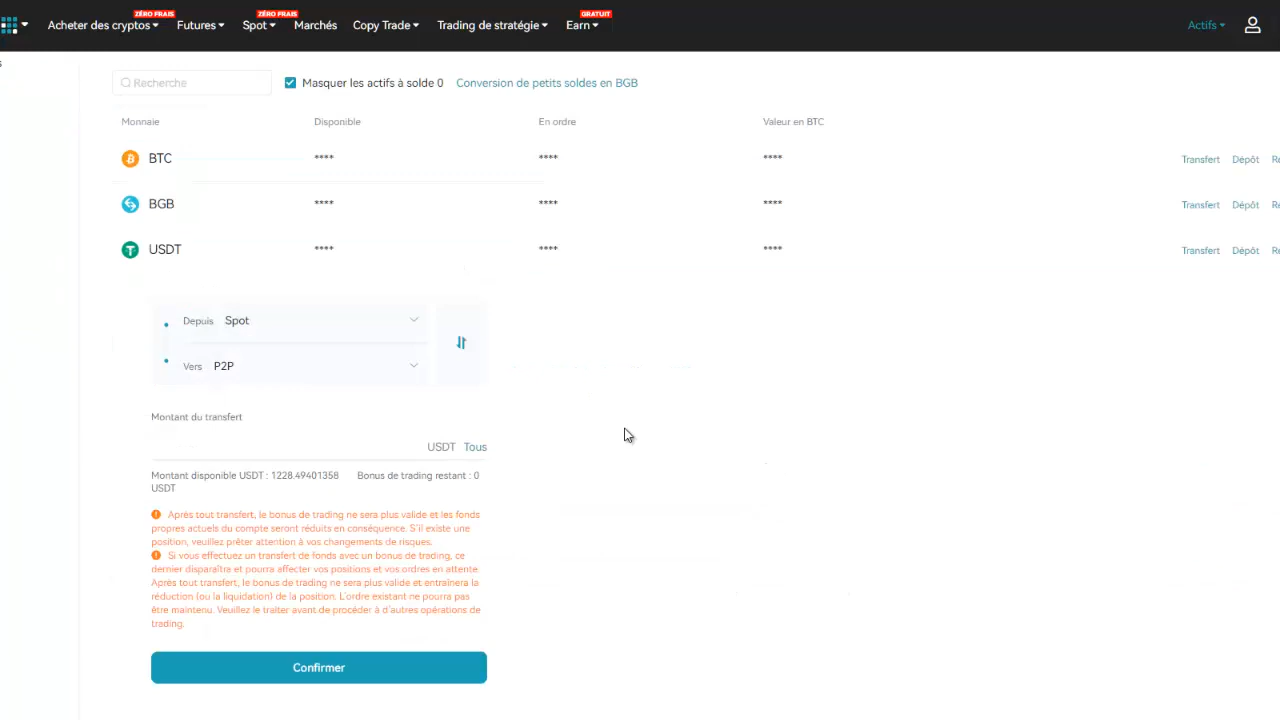 ZÉRO FRAIS ZÉRO FRAIS GRATUIT
Acheter des cryptos Futures Spot Marchés Copy Trade Trading de stratégie Earn Actifs
Recherche Masquer les actifs à solde 0 Conversion de petits soldes en BGB
Monnaie Disponible En ordre Valeur en BTC
BTC **** **** **** Transfert Dépôt
BGB **** **** **** Transfert Dépôt
USDT **** **** **** Transfert Dépôt
Depuis Spot
Vers P2P
Montant du transfert
USDT Tous
Montant disponible USDT : 1228.49401358 Bonus de trading restant : 0
USDT
Après tout transfert, le bonus de trading ne sera plus valide et les fonds
propres actuels du compte seront réduits en conséquence. S'il existe une
position, veuillez prêter attention à vos changements de risques.
Si vous effectuez un transfert de fonds avec un bonus de trading, ce
dernier disparaître et pourra affecter vos positions et vos ordres en attente.
Après tout transfert, le bonus de trading ne sera plus valide et entraînera la
réduction (ou la liquidation) de la position. L'ordre existant ne pourra pas
être maintenu. Veuillez le traiter avant de procéder à d'autres opérations de
trading.
Confirmer